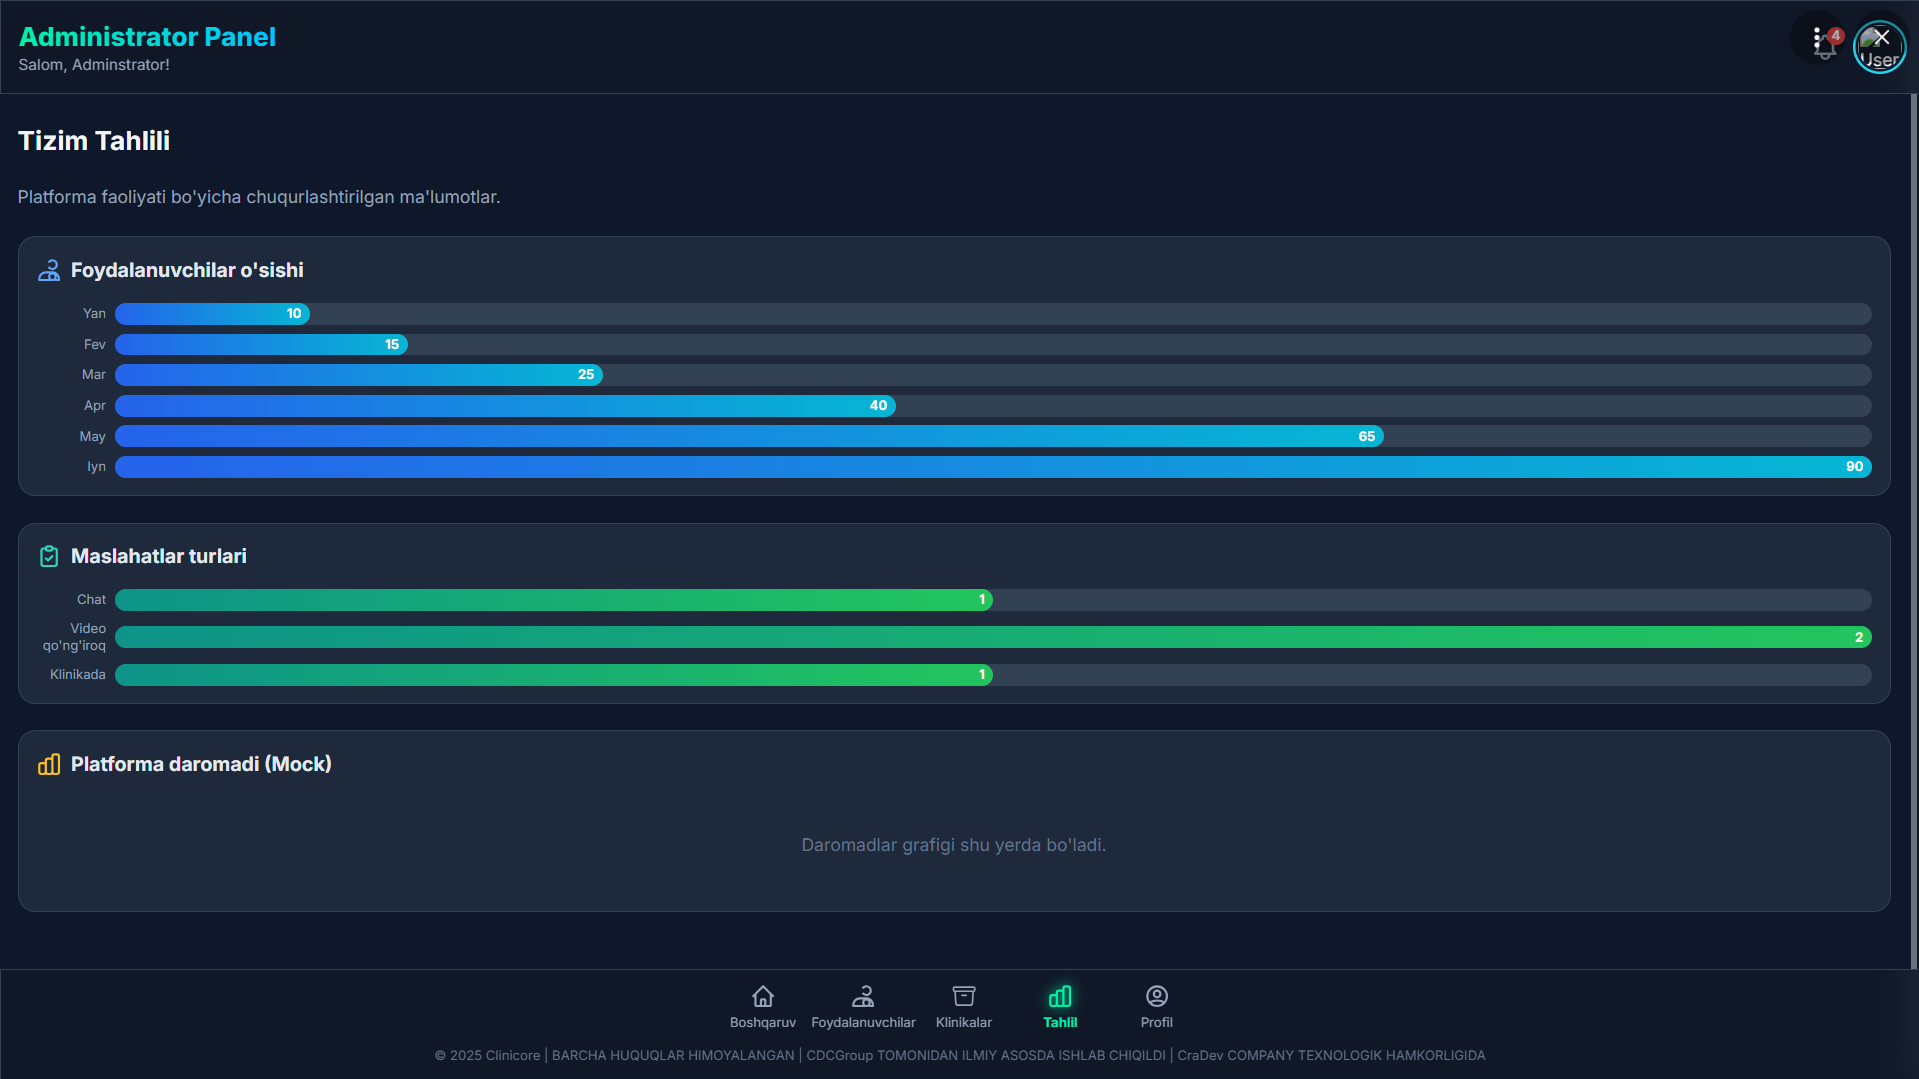 Administrator Panel
Salom, Adminstrator!
4
User
Tizim Tahlili
Platforma faoliyati bo'yicha chuqurlashtirilgan ma'lumotlar.
Foydalanuvchilar o'sishi
Yan 10
Fev 15
Mar 25
Apr 40
May 65
Iyn 90
Maslahatlar turlari
Chat 1
Video
qo'ng'iroq 2
Klinikada 1
Platforma daromadi (Mock)
Daromadlar grafigi shu yerda bo'ladi.
Boshqaruv Foydalanuvchilar Klinikalar Tahlil Profil
© 2025 Clinicore | BARCHA HUQUQLAR HIMOYALANGAN | CDCGroup TOMONIDAN ILMIY ASOSDA ISHLAB CHIQILDI | CraDev COMPANY TEXNOLOGIK HAMKORLIGIDA